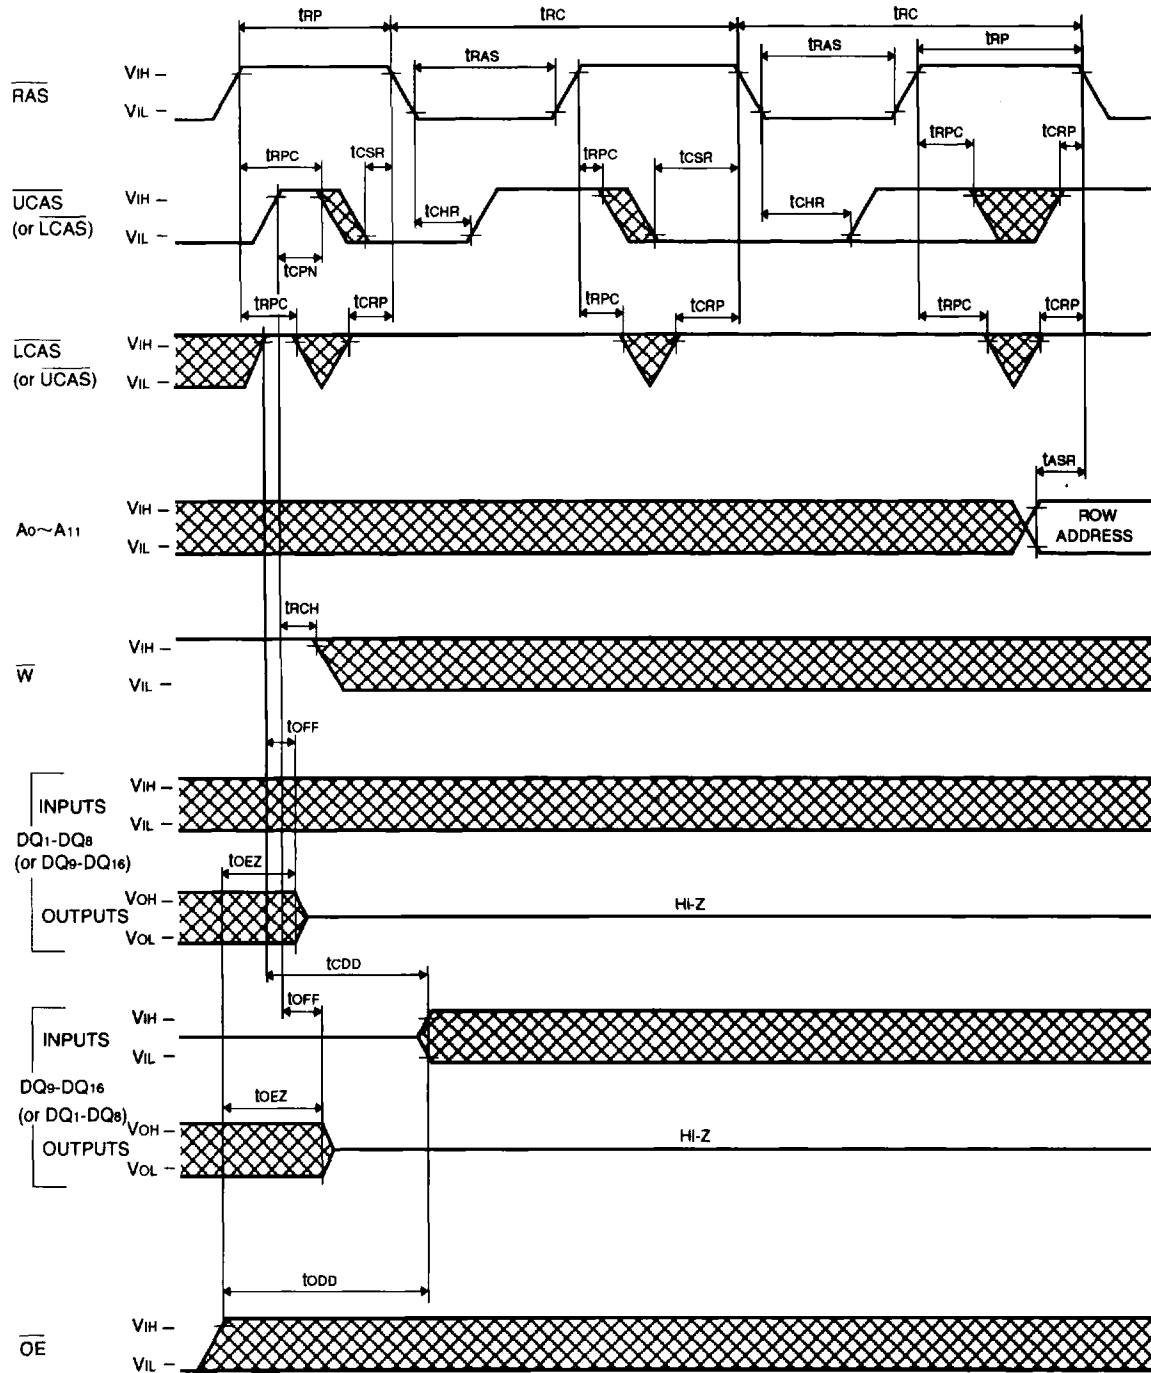 tRP tRC tRC
tRAS tRAS tRP
RAS
VIH
VIL
tRPC tCSR tRPC tCSR tRPC tCRP
UCAS
(or LCAS)
VIH
VIL
tCHR tCHR
tCPN
tRPC tCRP tRPC tCRP tRPC tCRP
LCAS
(or UCAS)
VIH
VIL
tASR
A0~A11
VIH
VIL
ROW
ADDRESS
tRCH
W
VIH
VIL
tOFF
INPUTS
VIH
VIL
DQ1-DQ8
(or DQ9-DQ16)
tOEZ
OUTPUTS
VOH
VOL
Hi-Z
tCDD
tOFF
INPUTS
VIH
VIL
DQ9-DQ16
(or DQ1-DQ8)
tOEZ
OUTPUTS
VOH
VOL
Hi-Z
tODD
OE
VIH
VIL